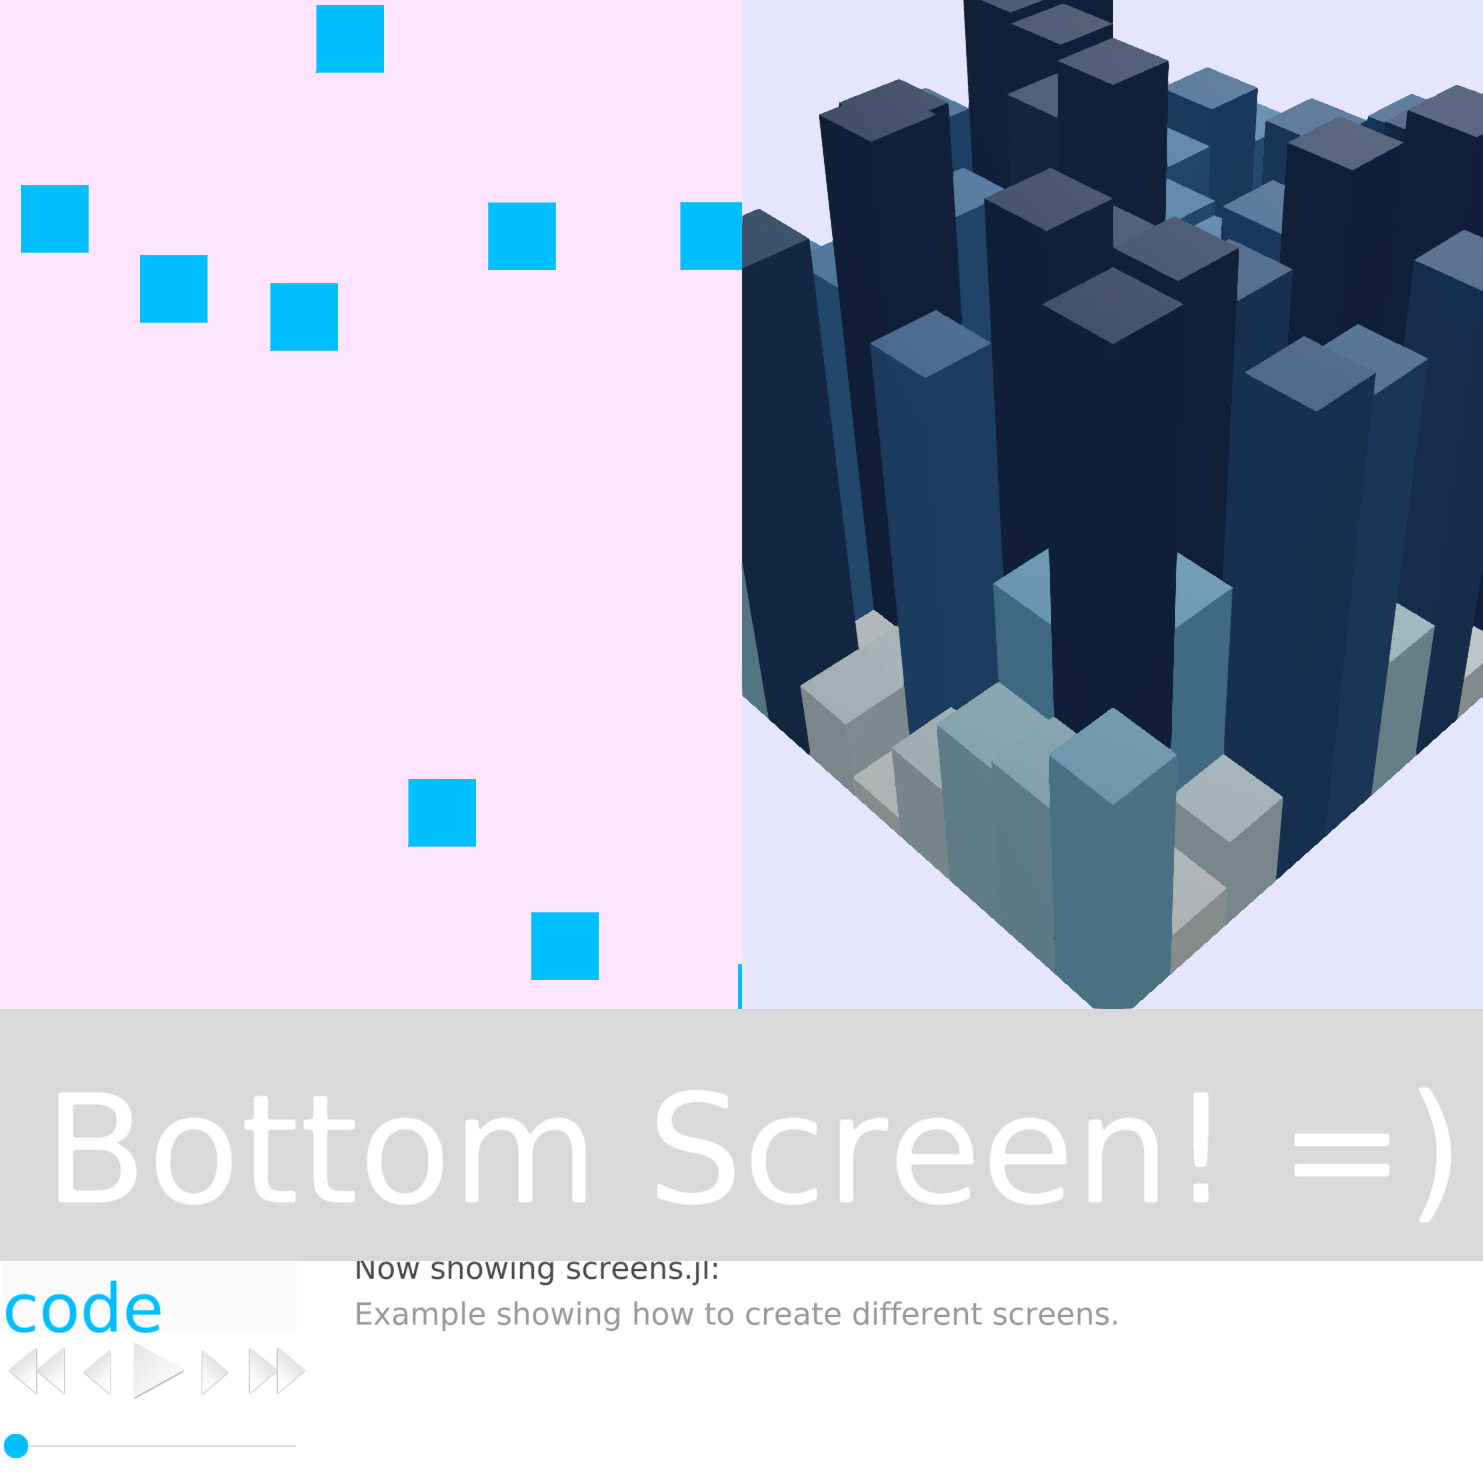 Bottom Screen! =)
Now showing screens.jl:
code
Example showing how to create different screens.